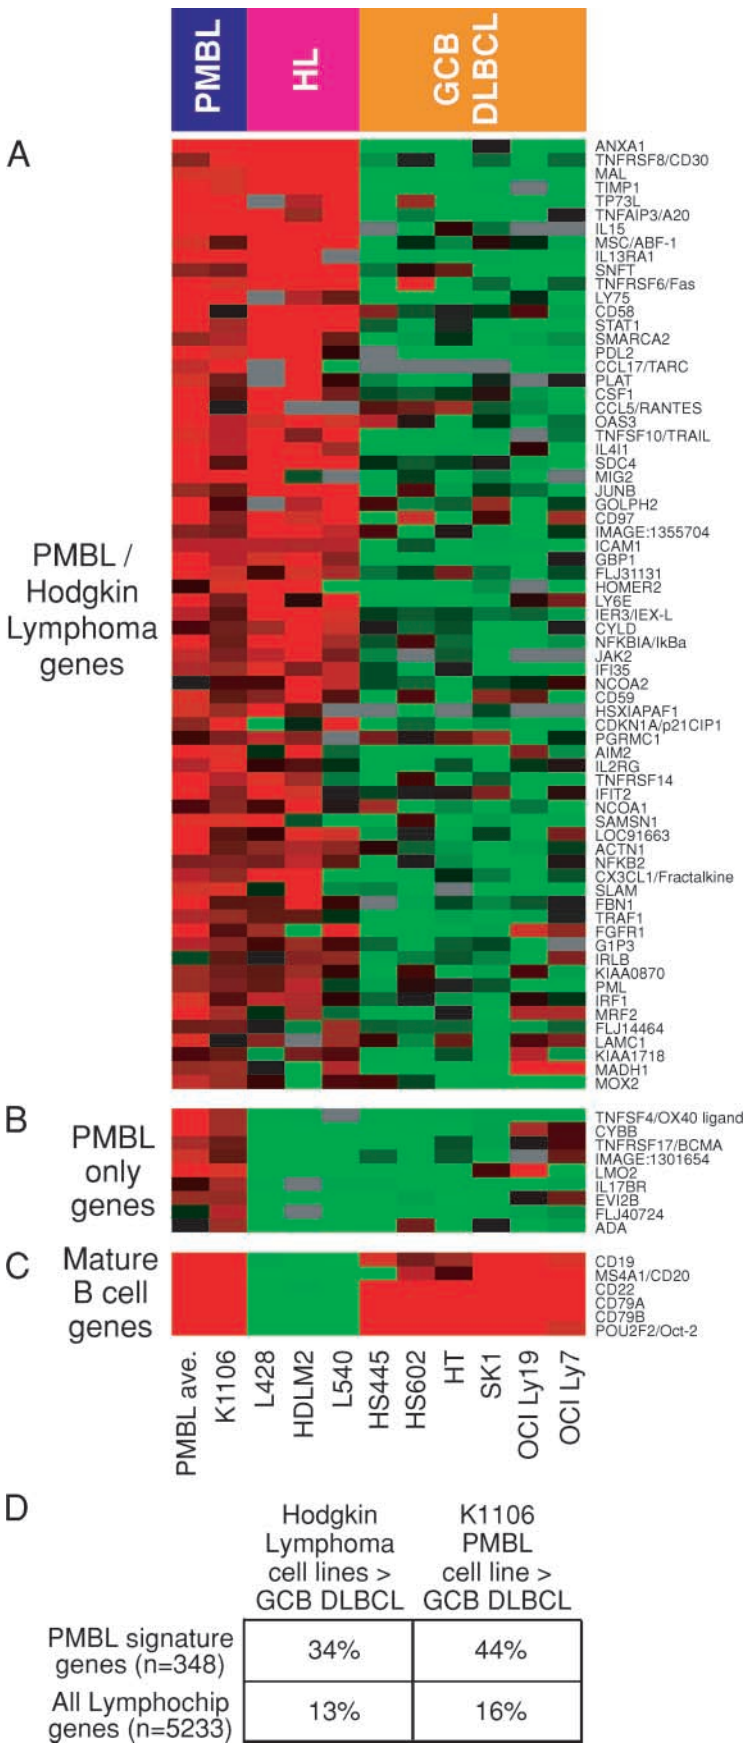 PMBL
HL
GCB
DLBCL
A
PMBL /
Hodgkin
Lymphoma
genes
ANXA1
TNFRSF8/CD30
MAL
TIMP1
TP73L
TNFAIP3/A20
IL15
MSC/ABF-1
IL13RA1
SNFT
TNFRSF6/Fas
LY75
CD58
STAT1
SMARCA2
PDL2
CCL17/TARC
PLAT
CSF1
CCL5/RANTES
OAS3
TNFSF10/TRAIL
IL4I1
SDC4
MIG2
JUNB
GOLPH2
CD97
IMAGE:1355704
ICAM1
GBP1
FLJ31131
HOMER2
LY6E
IER3/IEX-L
CYLD
NFKBIA/IkBa
JAK2
IFI35
NCOA2
CD59
HSXIAPAF1
CDKN1A/p21CIP1
PGRMC1
AIM2
IL2RG
TNFRSF14
IFIT2
NCOA1
SAMSN1
LOC91663
ACTN1
NFKB2
CX3CL1/Fractalkine
SLAM
FBN1
TRAF1
FGFR1
G1P3
IRLB
KIAA0870
PML
IRF1
MRF2
FLJ14464
LAMC1
KIAA1718
MADH1
MOX2
B
PMBL
only
genes
TNFSF4/OX40 ligand
CYBB
TNFRSF17/BCMA
IMAGE:1301654
LMO2
IL17BR
EVI2B
FLJ40724
ADA
C
Mature
B cell
genes
CD19
MS4A1/CD20
CD22
CD79A
CD79B
POU2F2/Oct-2
PMBL ave.
K1106
L428
HDLM2
L540
HS445
HS602
HT
SK1
OCI Ly19
OCI Ly7
D
Hodgkin
Lymphoma
cell lines >
GCB DLBCL
K1106
PMBL
cell line >
GCB DLBCL
PMBL signature
genes (n=348)
34%
44%
All Lymphochip
genes (n=5233)
13%
16%